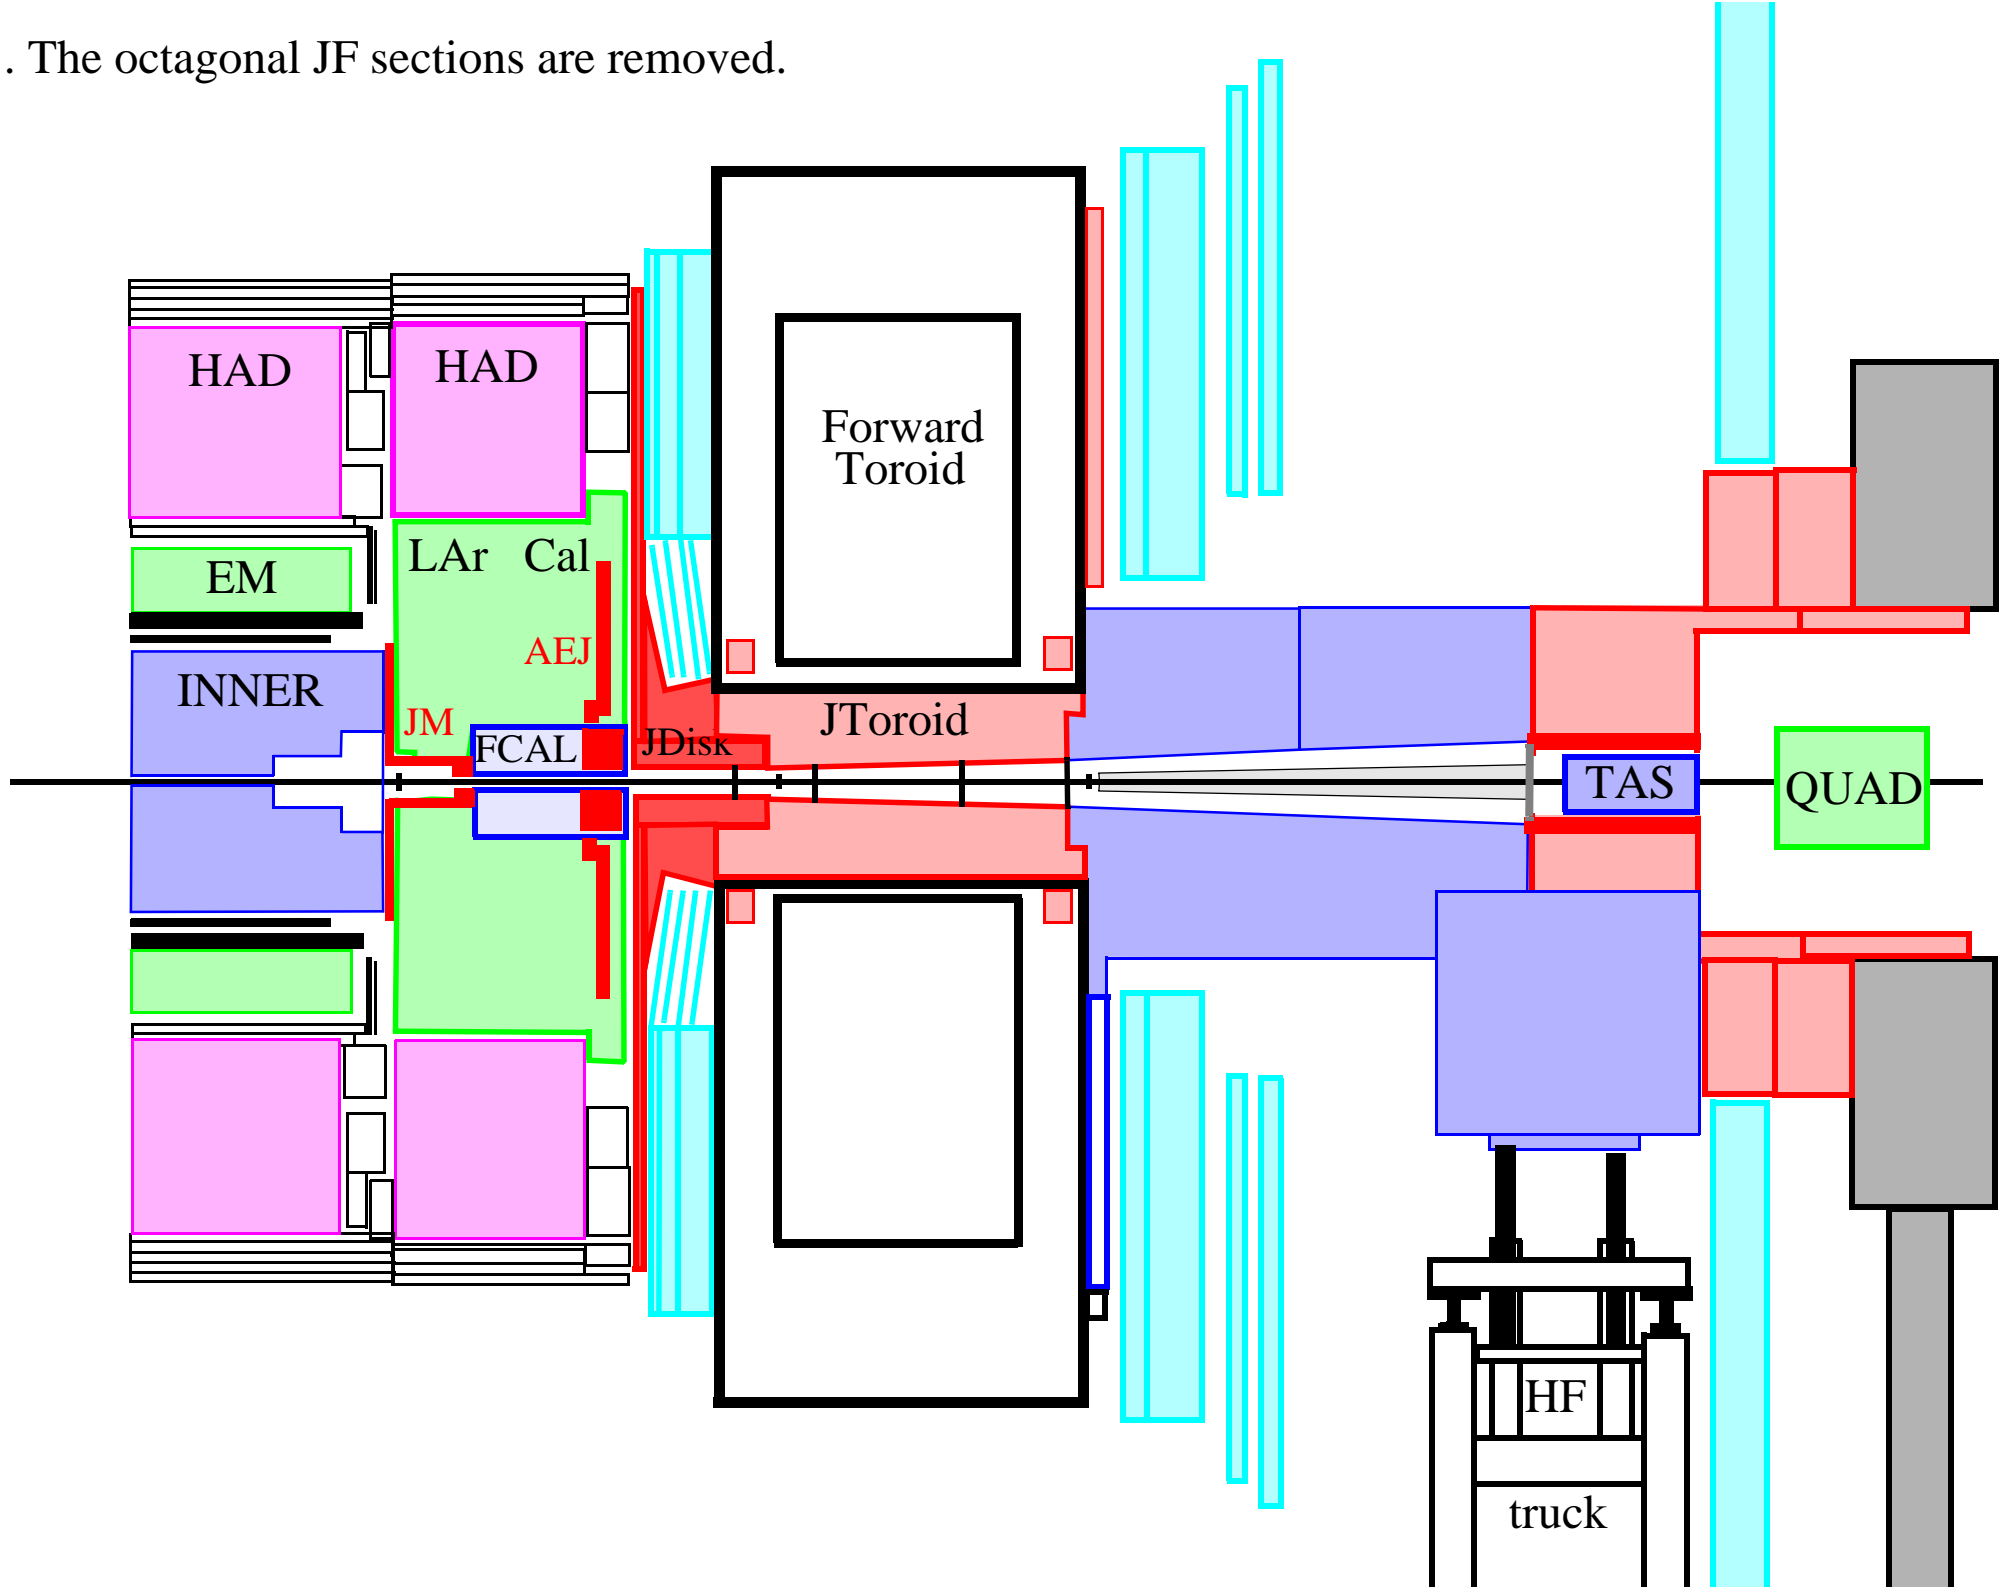 . The octagonal JF sections are removed.
HAD
HAD
Forward
Toroid
LAr Cal
EM
AEJ
INNER
JM
JToroid
FCAL
JDisk
TAS
QUAD
HF
truck